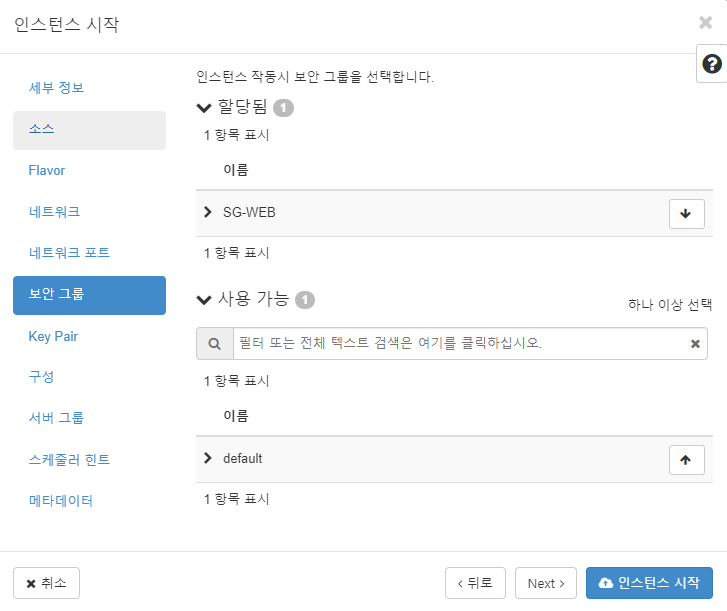 인스턴스 시작
세부 정보
소스
Flavor
네트워크
네트워크 포트
보안 그룹
Key Pair
구성
서버 그룹
스케줄러 힌트
메타데이터
인스턴스 작동시 보안 그룹을 선택합니다.
할당됨 1
1 항목 표시
이름
SG-WEB
1 항목 표시
사용 가능 1
하나 이상 선택
필터 또는 전체 텍스트 검색은 여기를 클릭하십시오.
1 항목 표시
이름
default
1 항목 표시
취소
뒤로
Next
인스턴스 시작